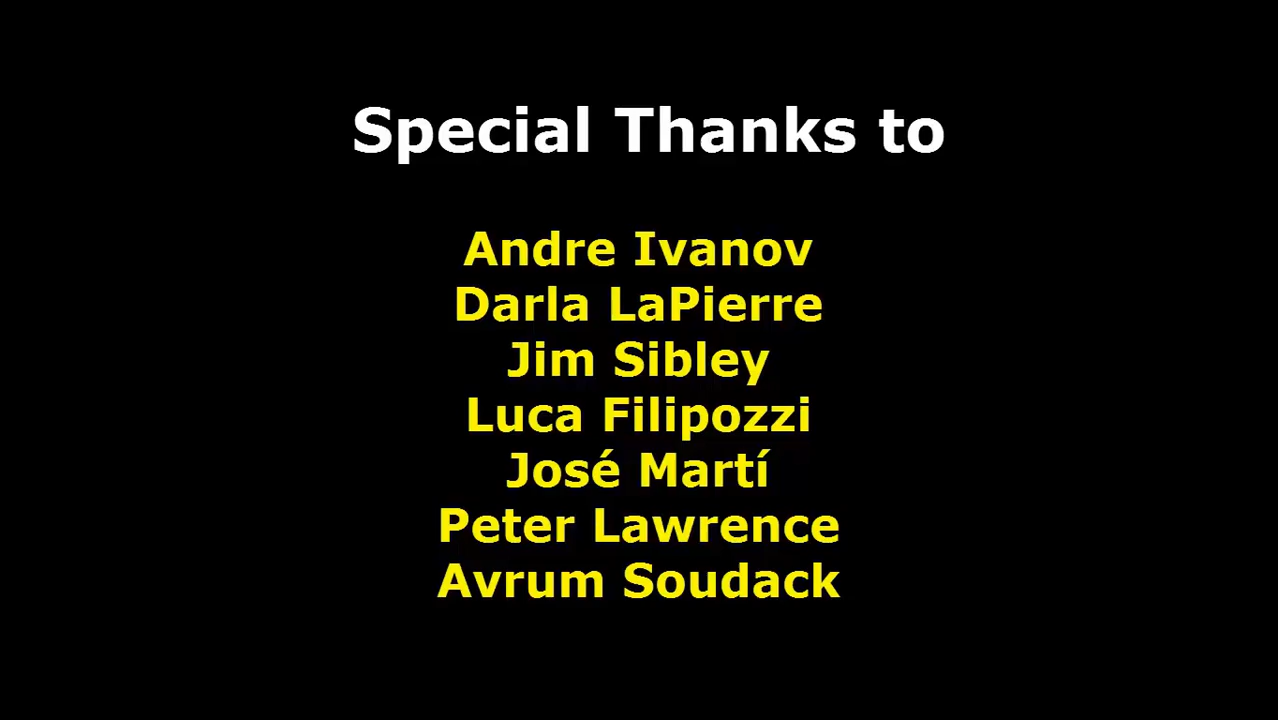 Special Thanks to
Andre Ivanov
Darla LaPierre
Jim Sibley
Luca Filipozzi
José Martí
Peter Lawrence
Avrum Soudack